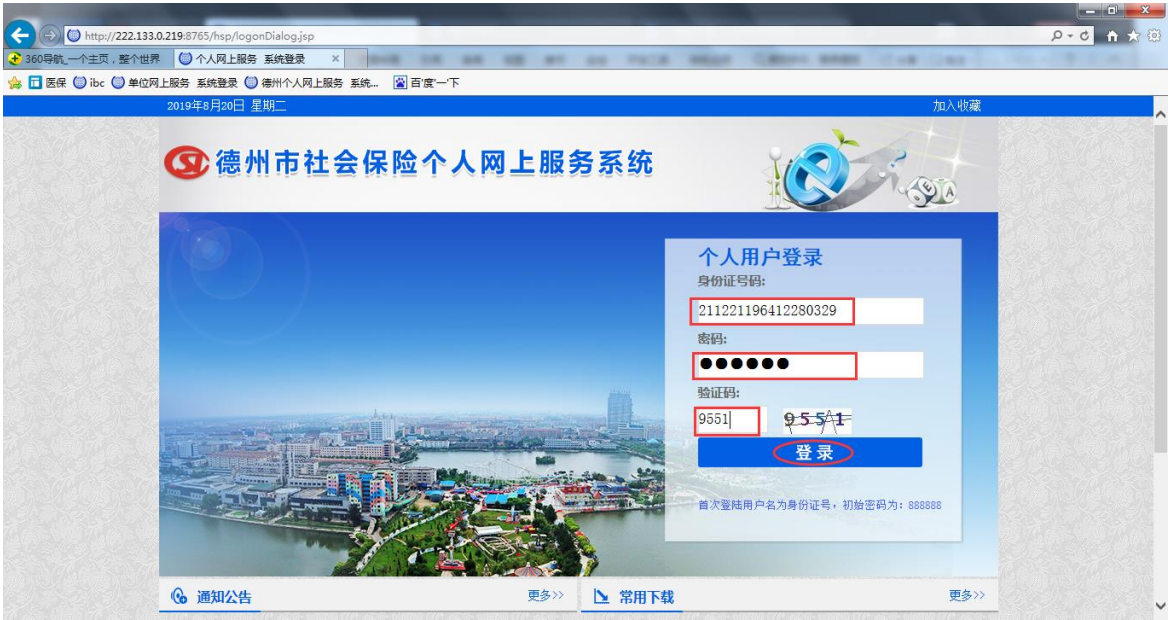 http://222.133.0.219:8765/hsp/logonDialog.jsp
360导航_一个主页，整个世界
个人网上服务 系统登录
医保
ibc
单位网上服务 系统登录
德州个人网上服务 系统...
百度一下
2019年8月20日 星期二
加入收藏
德州市社会保险个人网上服务系统
个人用户登录
身份证号码:
211221196412280329
密码:
●●●●●●
验证码:
9551
9551
登录
首次登陆用户名为身份证号，初始密码为：888888
通知公告
更多>>
常用下载
更多>>